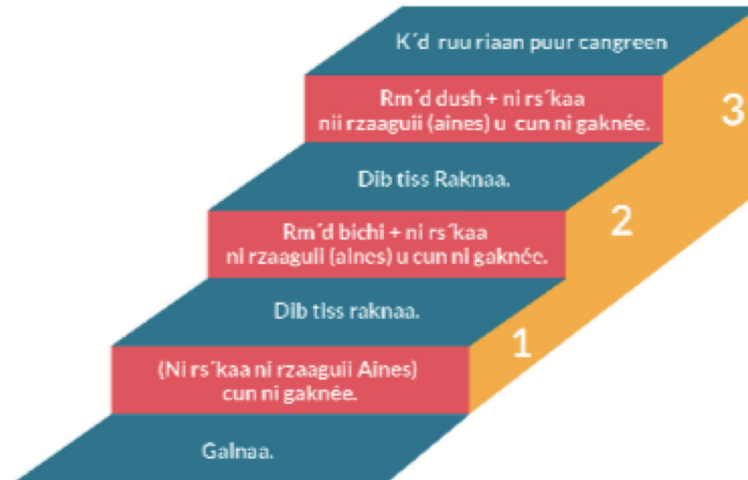 K´d ruu riaan puur cangreen
Rm´d dush + ni rs´kaa
nii rzaaguii (aines) u cun ni gaknée.
3
Dib tiss Raknaa.
2
Rm´d bichi + ni rs´kaa
ni rzaaguii (aines) u cun ni gaknée.
Dib tiss raknaa.
1
(Ni rs´kaa ni rzaaguii Aines)
cun ni gaknée.
Galnaa.